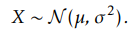 X ∼ 𝒩(μ, σ²).